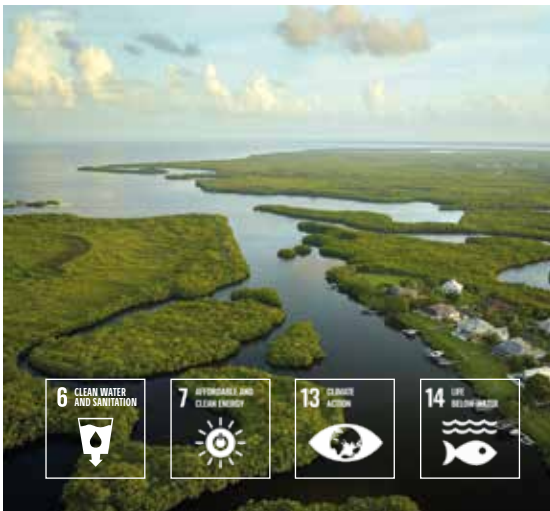 6 CLEAN WATER
AND SANITATION
7 AFFORDABLE AND
CLEAN ENERGY
13 CLIMATE
ACTION
14 LIFE
BELOW WATER